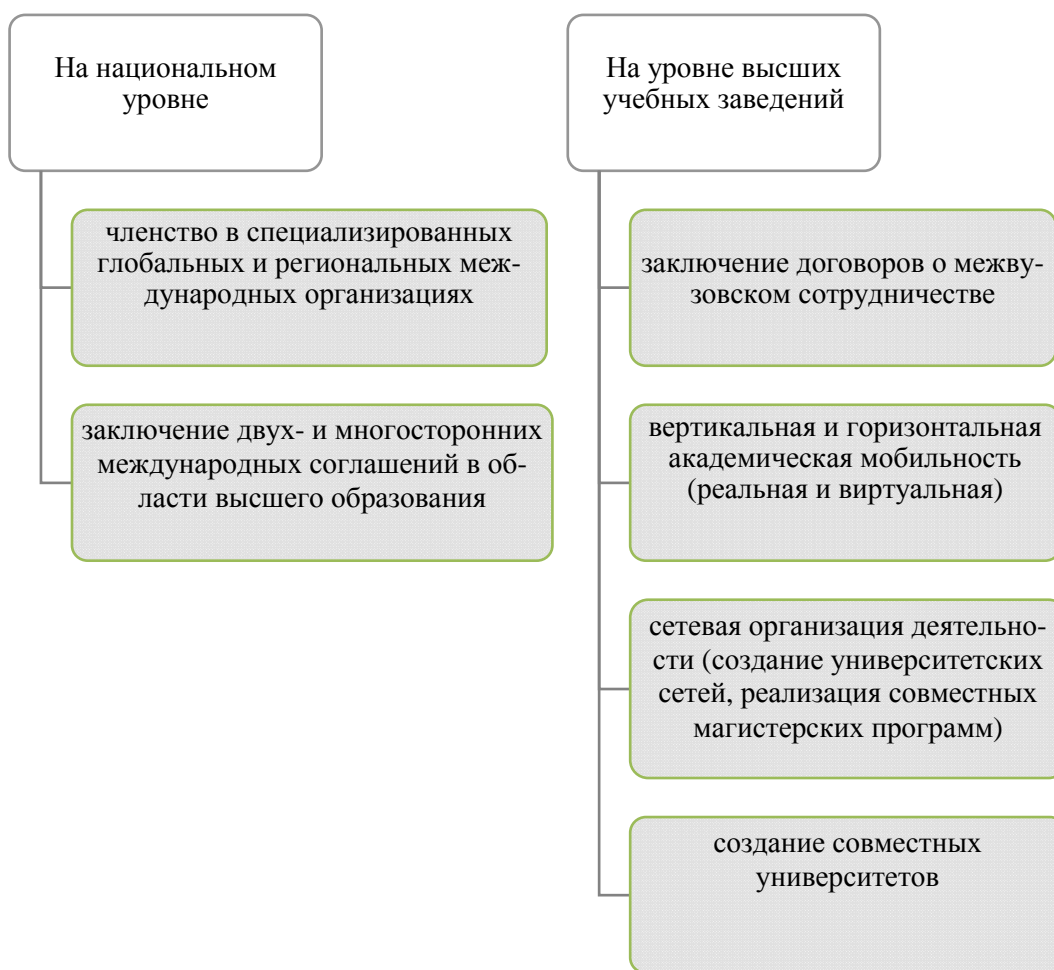 На национальном
уровне
членство в специализированных
глобальных и региональных меж-
дународных организациях
заключение двух- и многосторонних
международных соглашений в об-
ласти высшего образования
На уровне высших
учебных заведений
заключение договоров о межву-
зовском сотрудничестве
вертикальная и горизонтальная
академическая мобильность
(реальная и виртуальная)
сетевая организация деятельно-
сти (создание университетских
сетей, реализация совместных
магистерских программ)
создание совместных
университетов